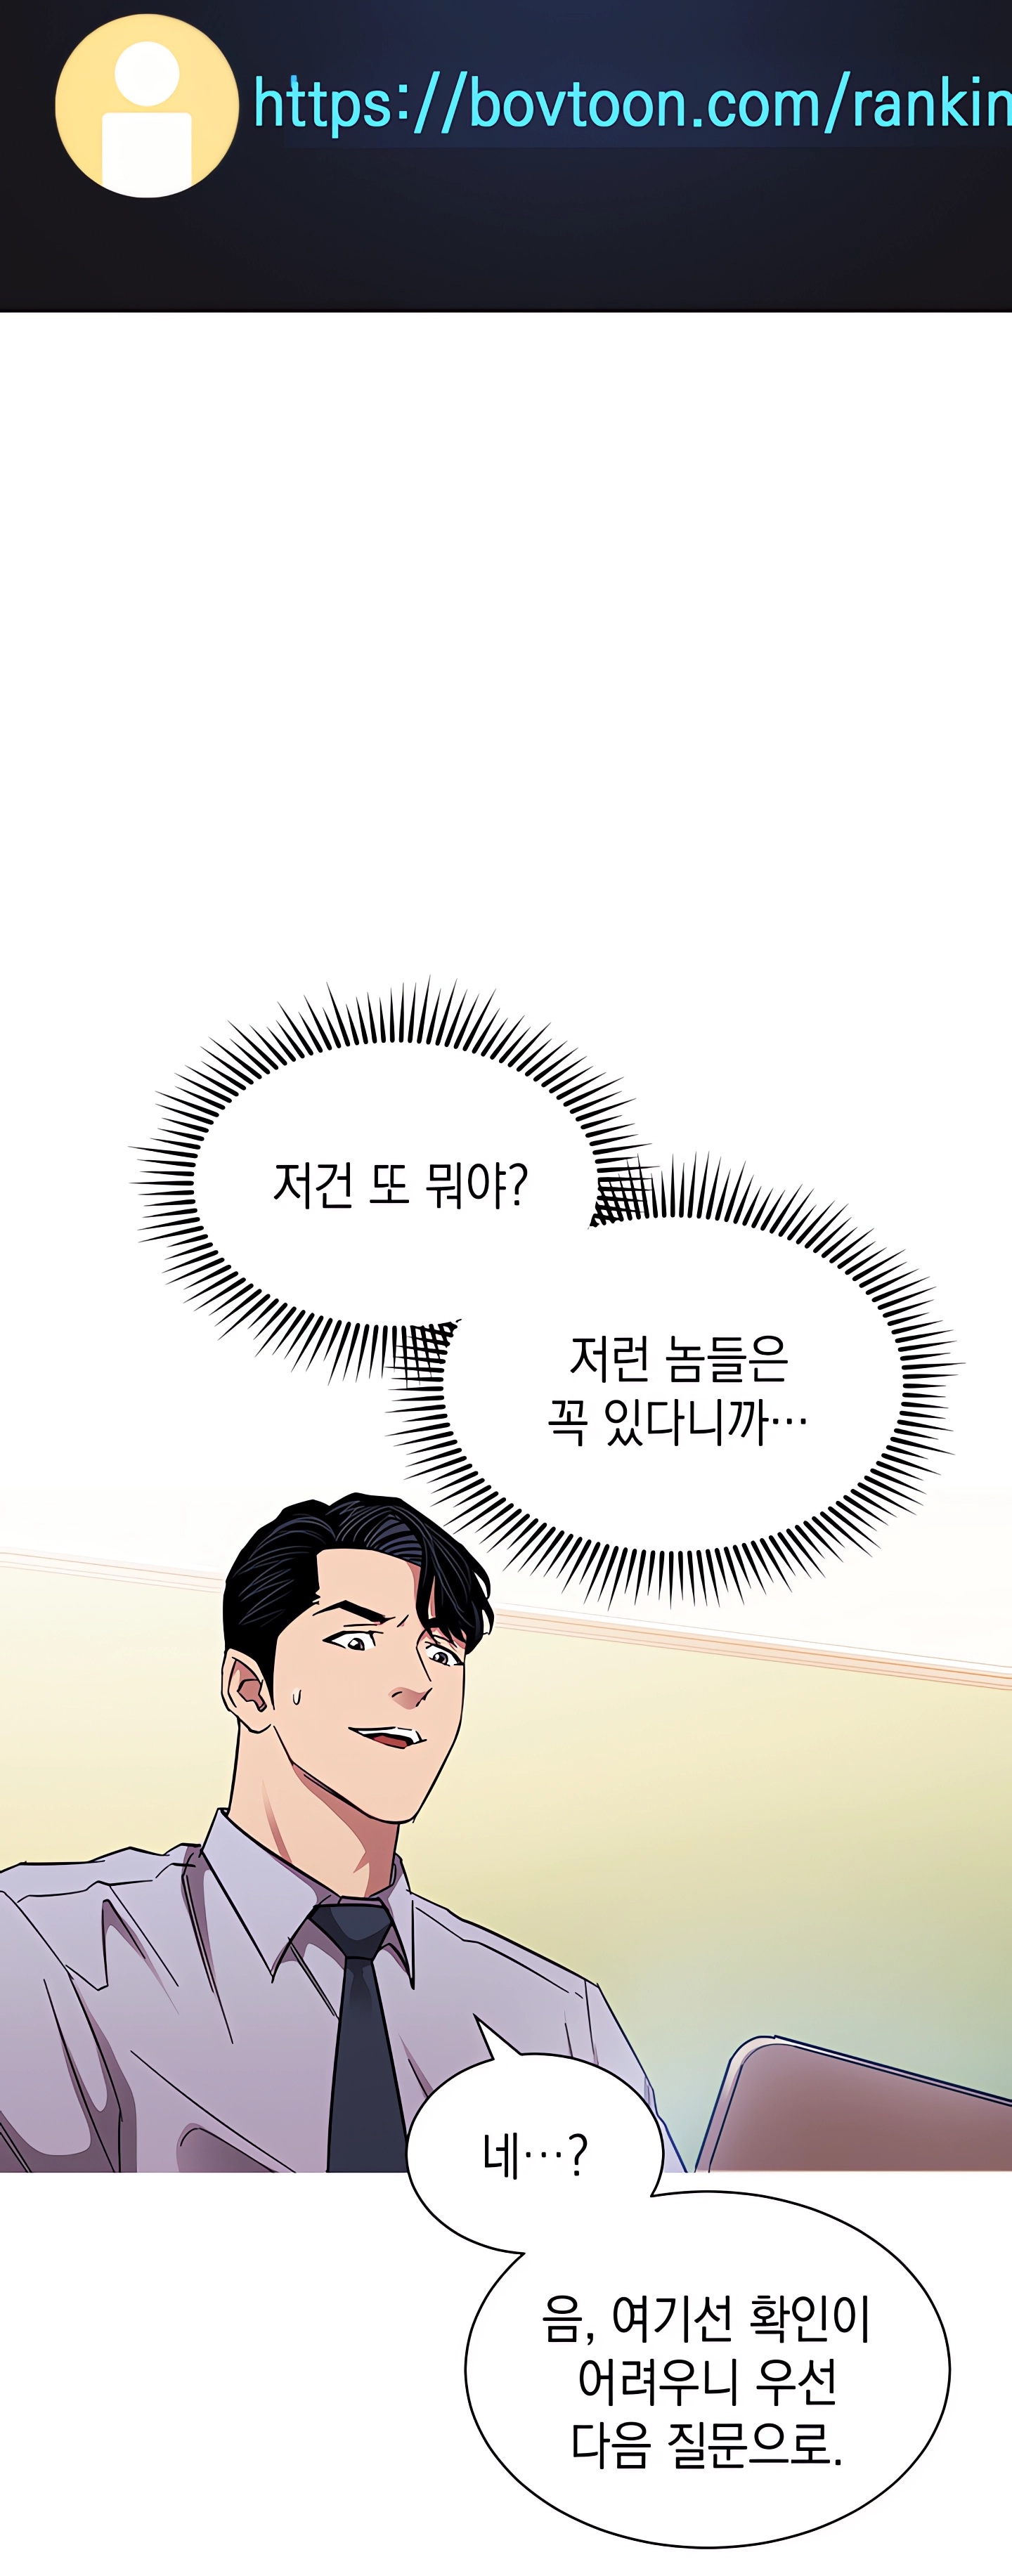 https://bovtoon.com/rankin
저건 또 뭐야?
저런 놈들은
꼭 있다니까…
네…?
음, 여기선 확인이
어려우니 우선
다음 질문으로.